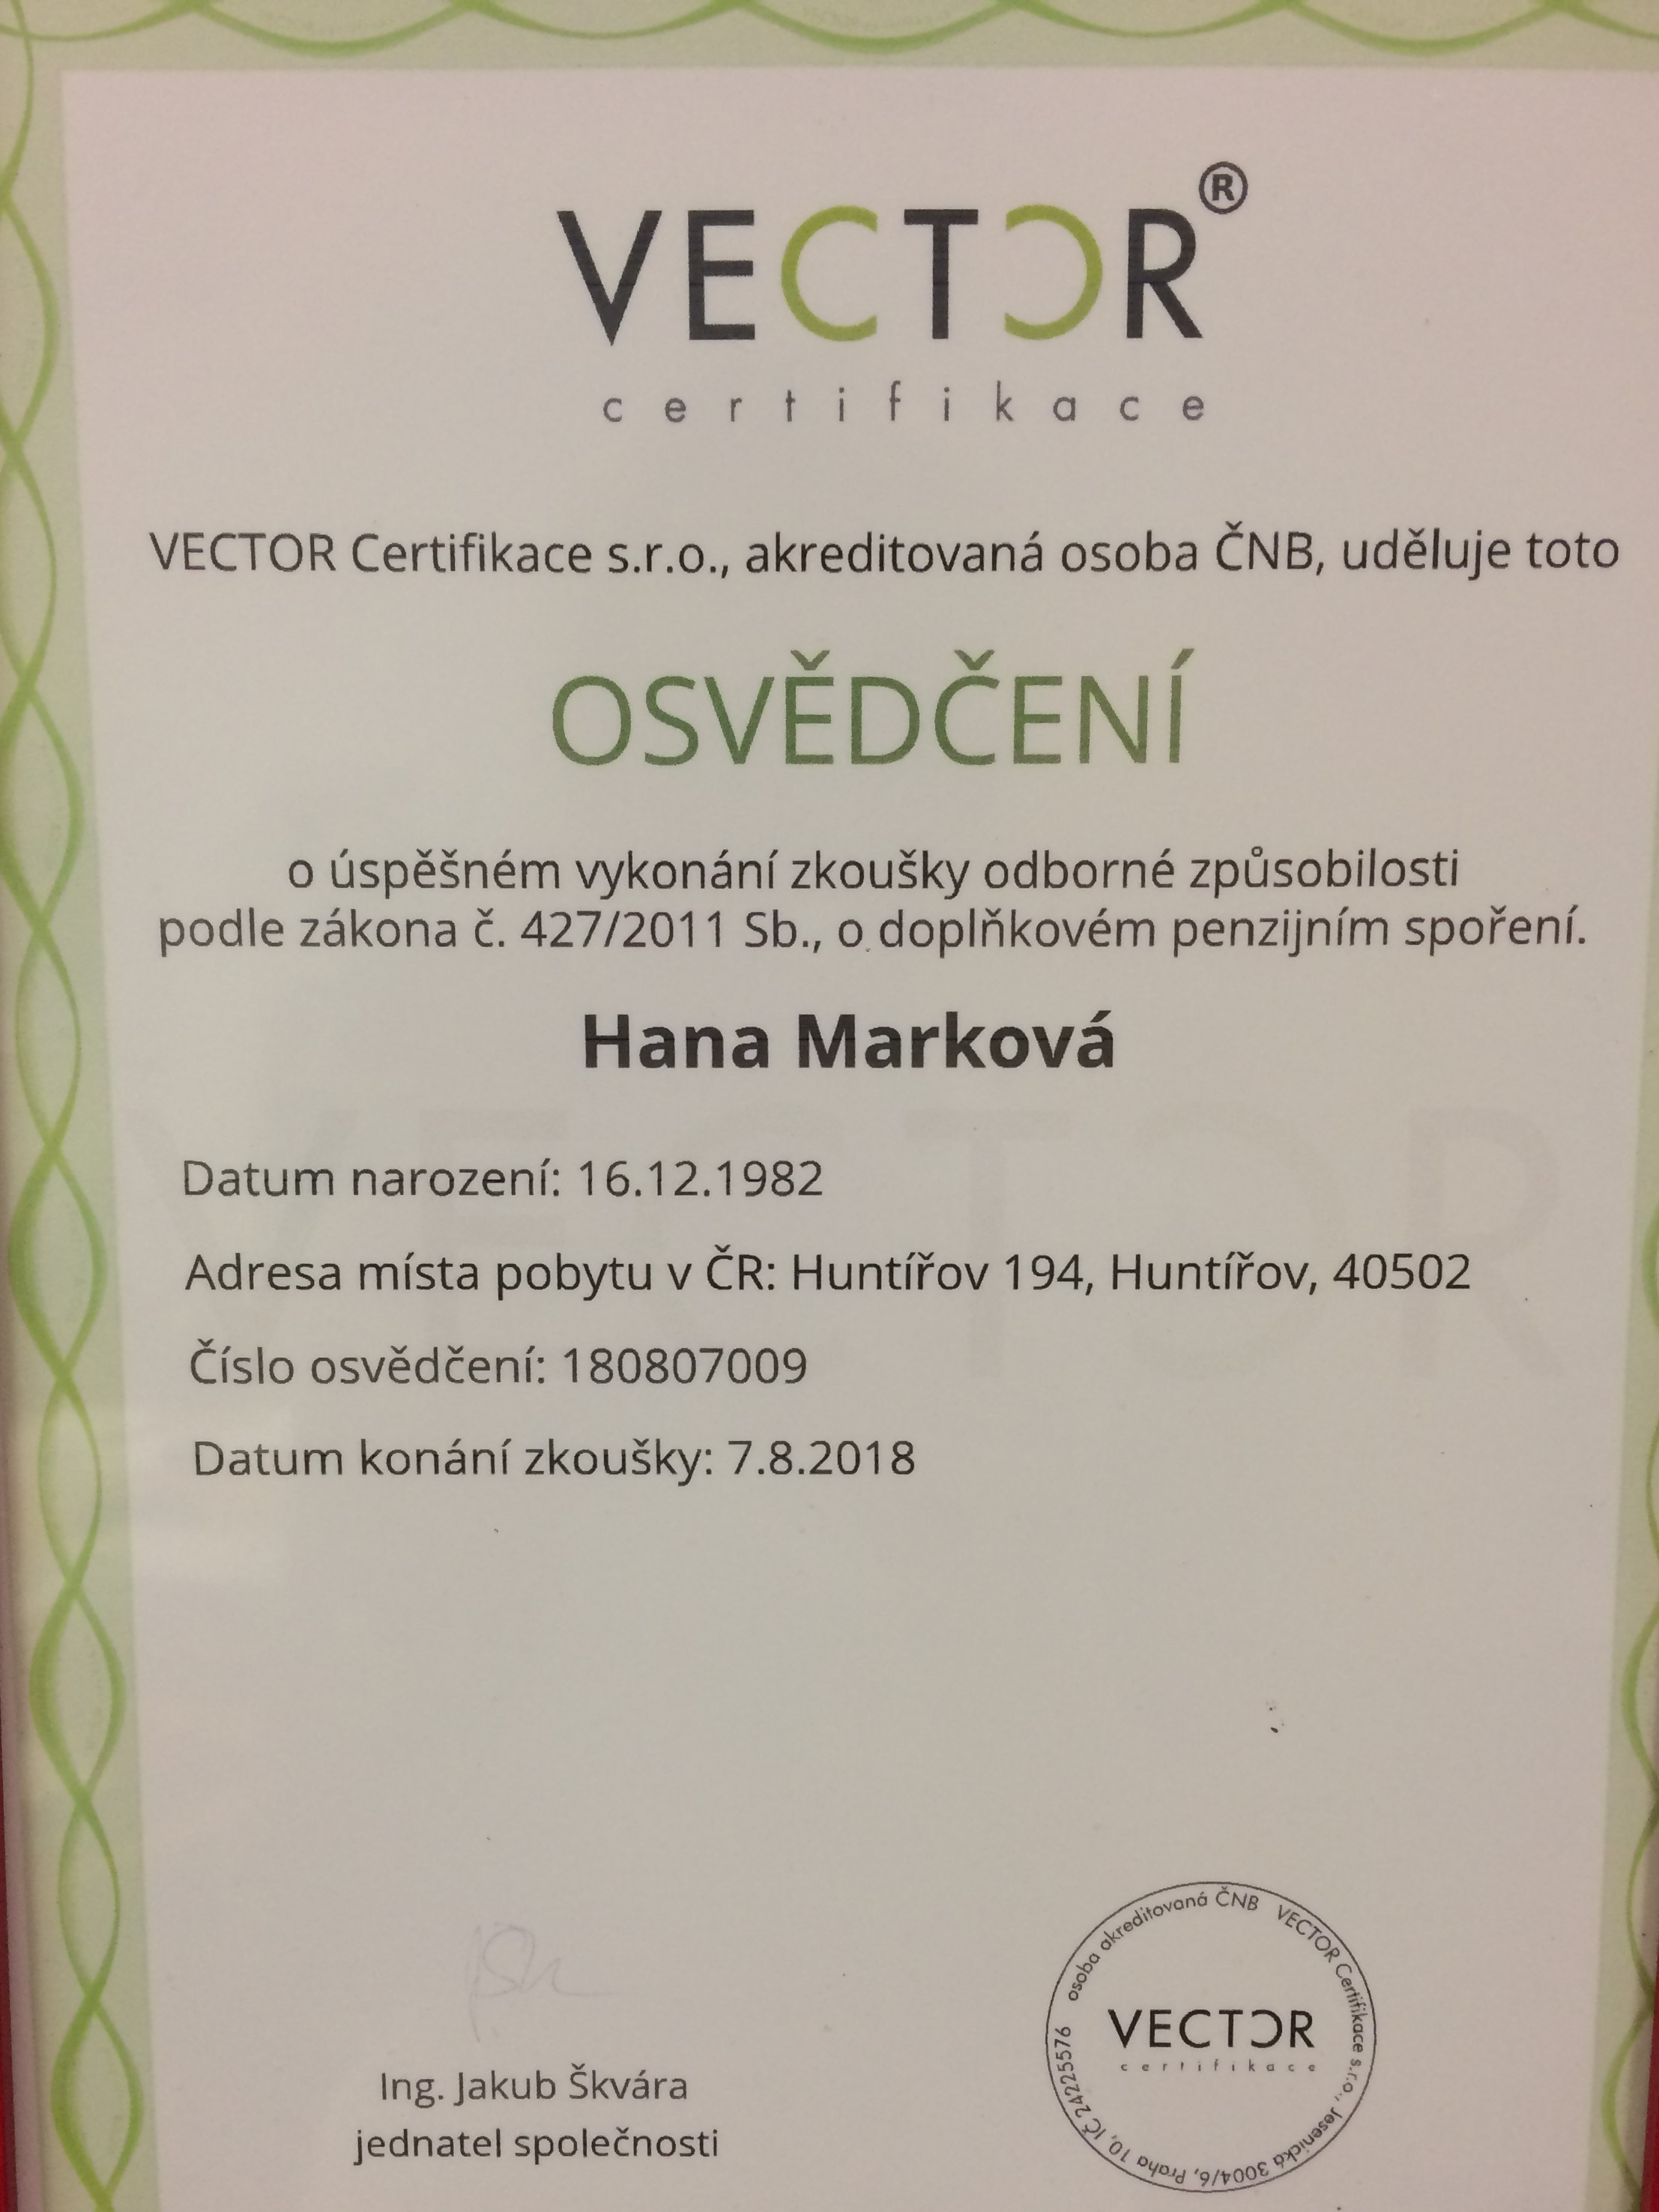 VECTOR®
certifikace
VECTOR Certifikace s.r.o., akreditovaná osoba ČNB, uděluje toto
OSVĚDČENÍ
o úspěšném vykonání zkoušky odborné způsobilosti
podle zákona č. 427/2011 Sb., o doplňkovém penzijním spoření.
Hana Marková
Datum narození: 16.12.1982
Adresa místa pobytu v ČR: Huntířov 194, Huntířov, 40502
Číslo osvědčení: 180807009
Datum konání zkoušky: 7.8.2018
Ing. Jakub Škvára
jednatel společnosti
osoba akreditovaná ČNB VECTOR Certifikace s.r.o., Jesenická 3004/6, Praha 10, IČ 24225576
VECTOR
certifikace